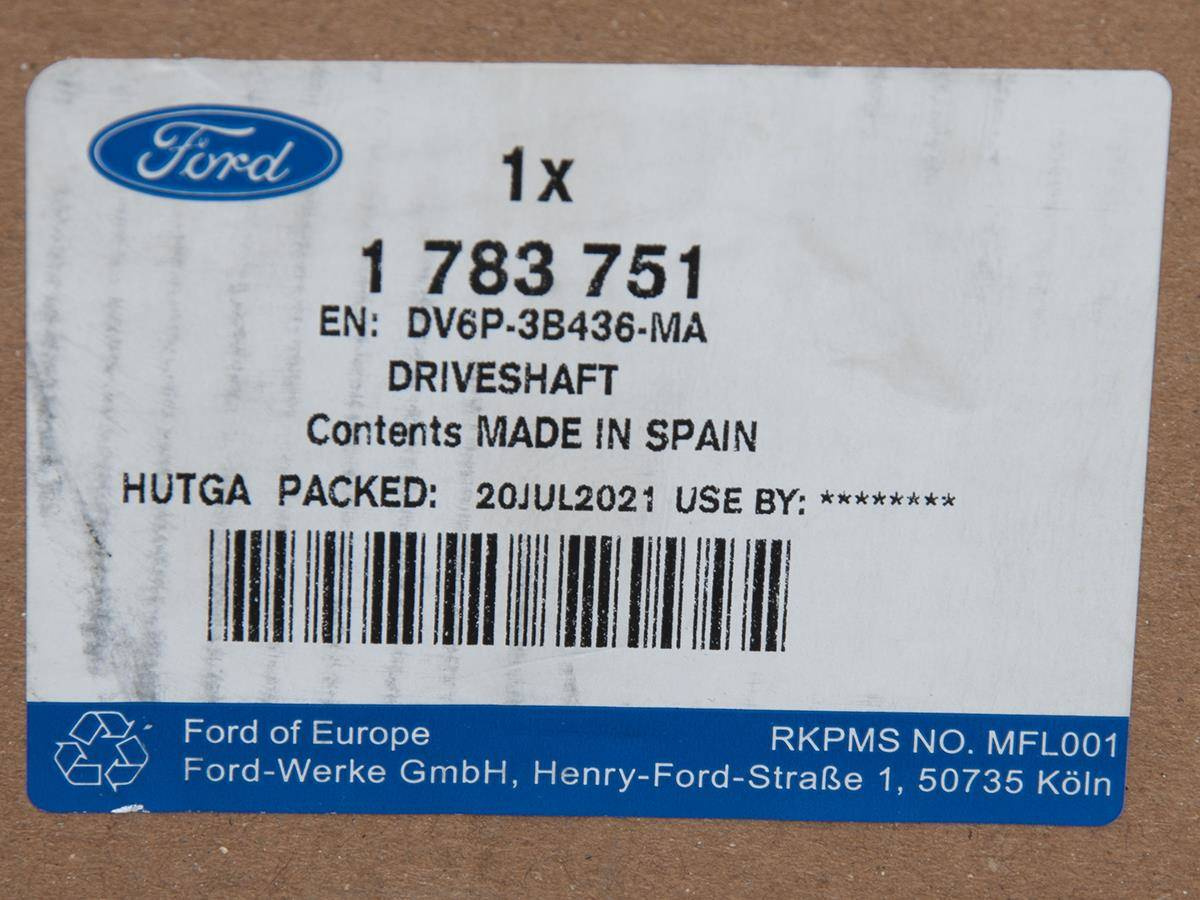 Ford
1x
1 783 751
EN: DV6P-3B436-MA
DRIVESHAFT
Contents MADE IN SPAIN
HUTGA PACKED: 20JUL2021 USE BY: ********
Ford of Europe
RKPMS NO. MFL001
Ford-Werke GmbH, Henry-Ford-Straße 1, 50735 Köln